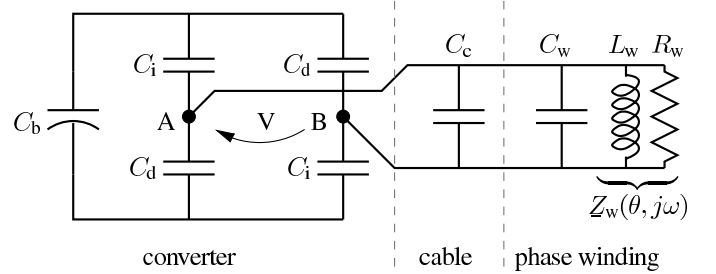 C_i C_d C_c C_w L_w R_w
C_b A V B
C_d C_i
Z_w(θ, jω)
converter cable phase winding